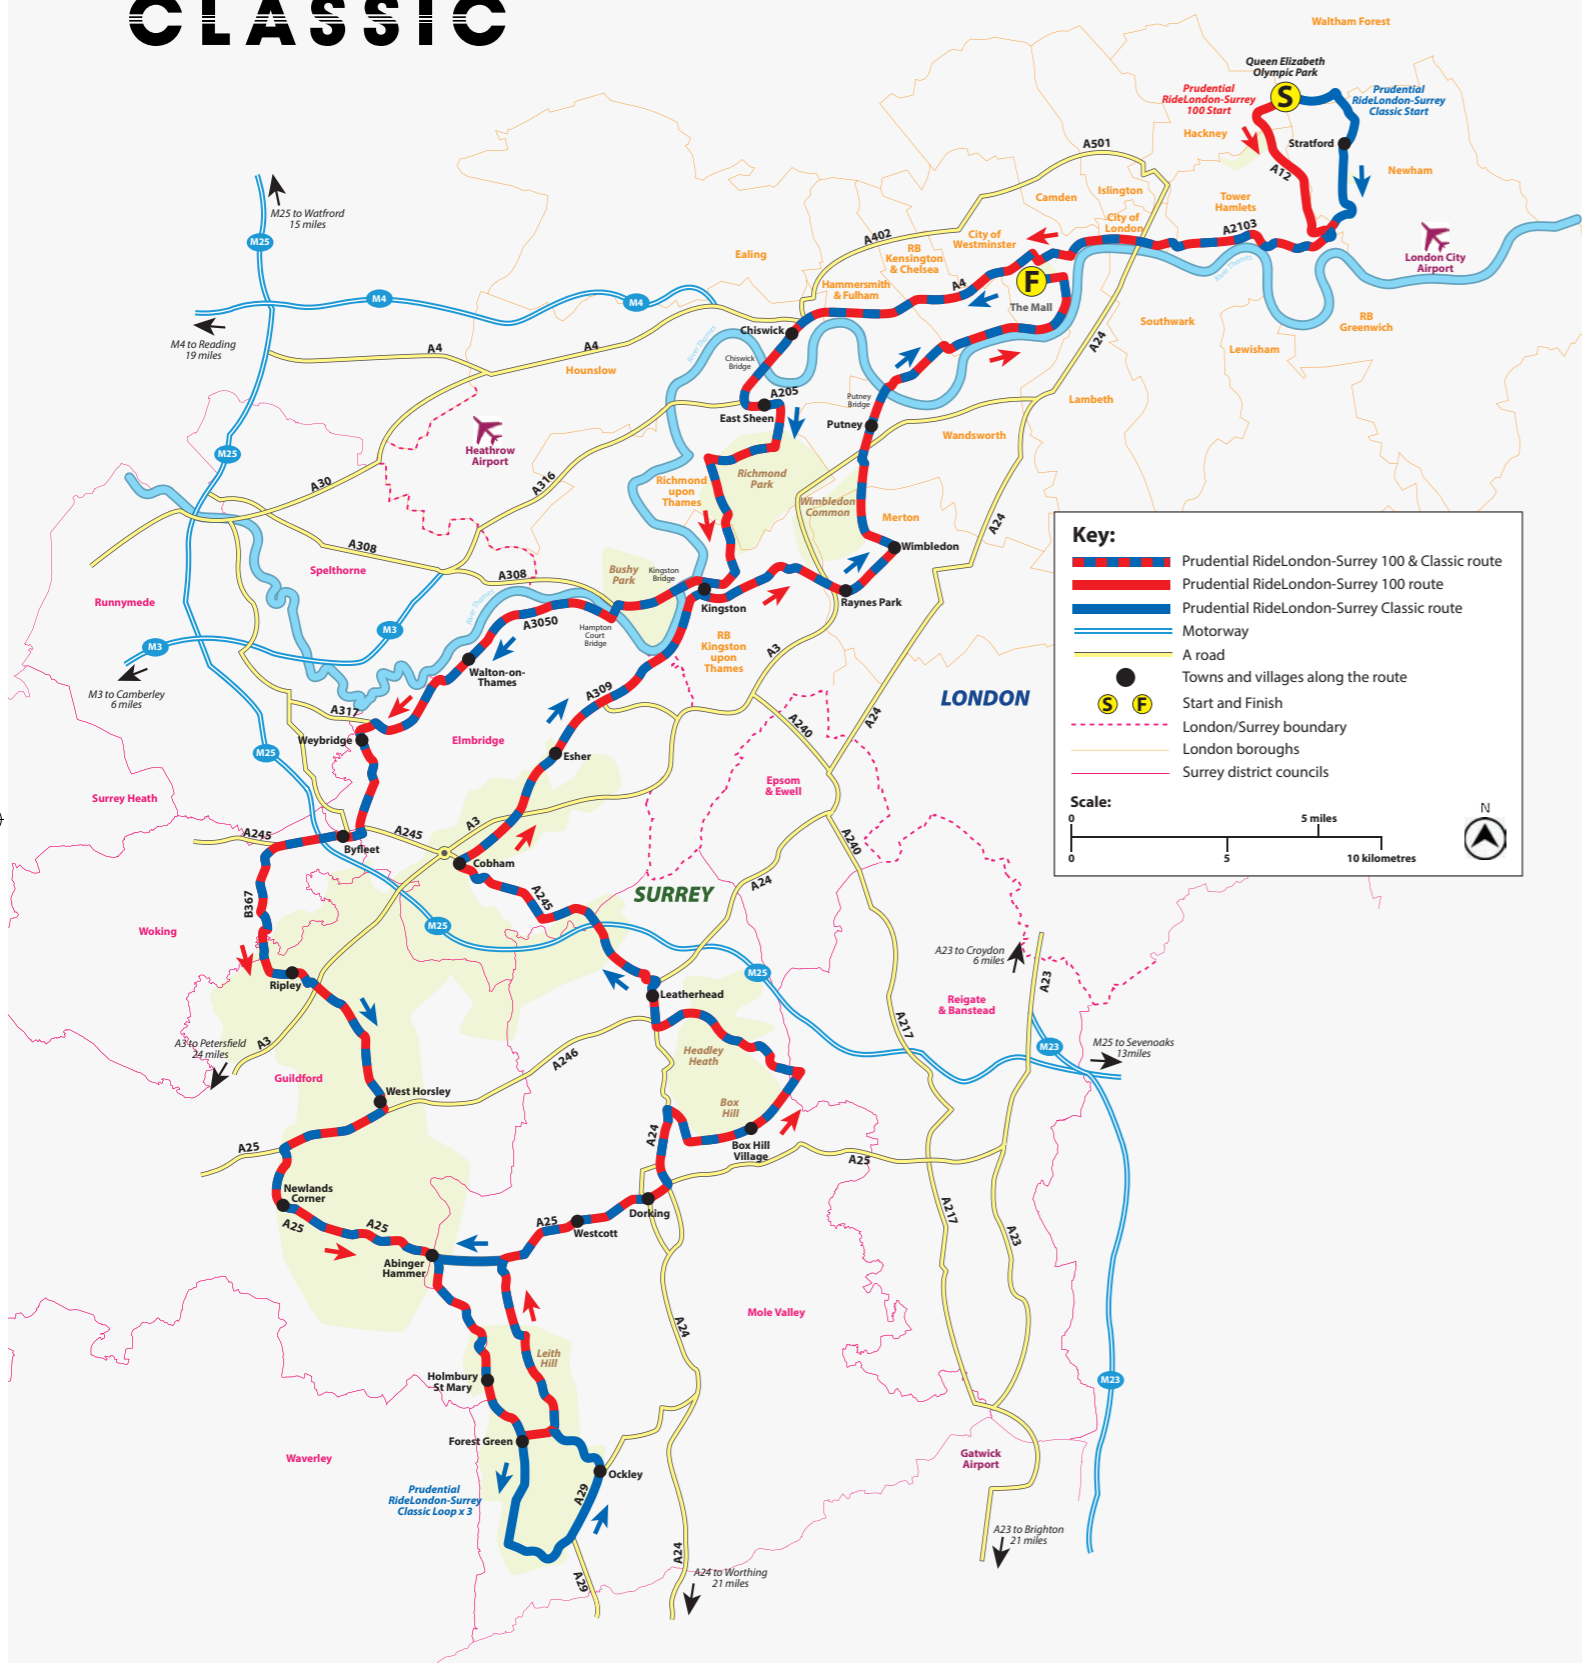 CLASSIC
Waltham Forest
Queen Elizabeth
Olympic Park
S
Prudential
RideLondon-Surrey
100 Start
Prudential
RideLondon-Surrey
Classic Start
Hackney
Stratford
A12
Newham
A501
Camden
Islington
Tower
Hamlets
City of
London
A2103
City of
Westminster
A402
RB
Kensington
& Chelsea
Ealing
Hammersmith
& Fulham
A4
F
The Mall
London City
Airport
River Thames
RB
Greenwich
Southwark
Lewisham
A24
Lambeth
M25 to Watford
15 miles
M25
M4
M4
M4 to Reading
19 miles
A4
A4
Hounslow
River Thames
Chiswick
Chiswick
Bridge
A205
East Sheen
Putney
Bridge
Putney
Wandsworth
Heathrow
Airport
M25
A30
A316
Richmond
Park
Richmond
upon
Thames
Wimbledon
Common
Merton
A24
Wimbledon
A308
Spelthorne
A308
Bushy
Park
Kingston
Bridge
Kingston
Raynes Park
Runnymede
River Thames
A3050
Hampton
Court
Bridge
M3
M3
M3 to Camberley
6 miles
Walton-on-
Thames
RB
Kingston
upon
Thames
A3
A309
LONDON
A317
Weybridge
Elmbridge
Esher
A240
A24
M25
Surrey Heath
Epsom
& Ewell
A245
A245
A3
Byfleet
Cobham
A240
A245
SURREY
A24
B367
M25
Woking
M25
A23 to Croydon
6 miles
Ripley
Leatherhead
A23
Reigate
& Banstead
A217
A3 to Petersfield
24 miles
A3
A246
Headley
Heath
M23
M25 to Sevenoaks
13miles
Guildford
West Horsley
Box
Hill
A24
Box Hill
Village
A25
A25
Newlands
Corner
A25
A25
Dorking
A25
Westcott
A217
A23
Abinger
Hammer
Mole Valley
A24
Leith
Hill
Holmbury
St Mary
M23
Forest Green
Gatwick
Airport
Waverley
Ockley
Prudential
RideLondon-Surrey
Classic Loop x 3
A29
A23 to Brighton
21 miles
A24
A29
A24 to Worthing
21 miles
Key:
Prudential RideLondon-Surrey 100 & Classic route
Prudential RideLondon-Surrey 100 route
Prudential RideLondon-Surrey Classic route
Motorway
A road
Towns and villages along the route
S F Start and Finish
London/Surrey boundary
London boroughs
Surrey district councils
Scale:
0 5 miles
0 5 10 kilometres
N